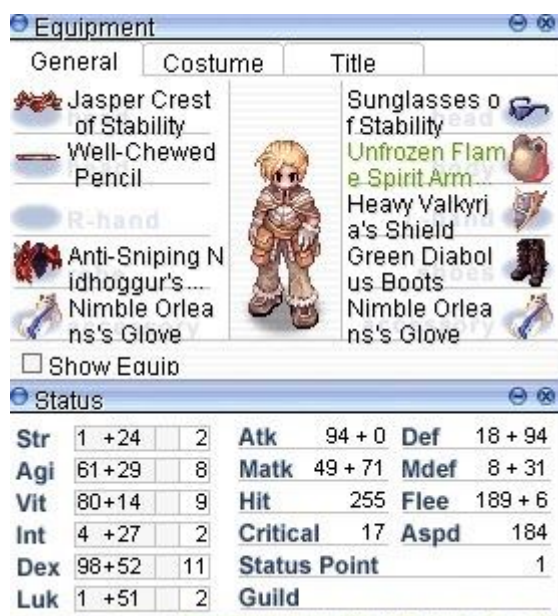 Equipment
General Costume Title
Jasper Crest
of Stability
Sunglasses o
f Stability
Well-Chewed
Pencil
Unfrozen Flam
e Spirit Arm...
R-hand
Heavy Valkyrj
a's Shield
Anti-Sniping N
idhoggur's...
Green Diabol
us Boots
Nimble Orlea
ns's Glove
Nimble Orlea
ns's Glove
Show Equip
Status
Str 1 +24 2 Atk 94 + 0 Def 18 + 94
Agi 61+29 8 Matk 49 + 71 Mdef 8 + 31
Vit 80+14 9 Hit 255 Flee 189 + 6
Int 4 +27 2 Critical 17 Aspd 184
Dex 98+52 11 Status Point 1
Luk 1 +51 2 Guild